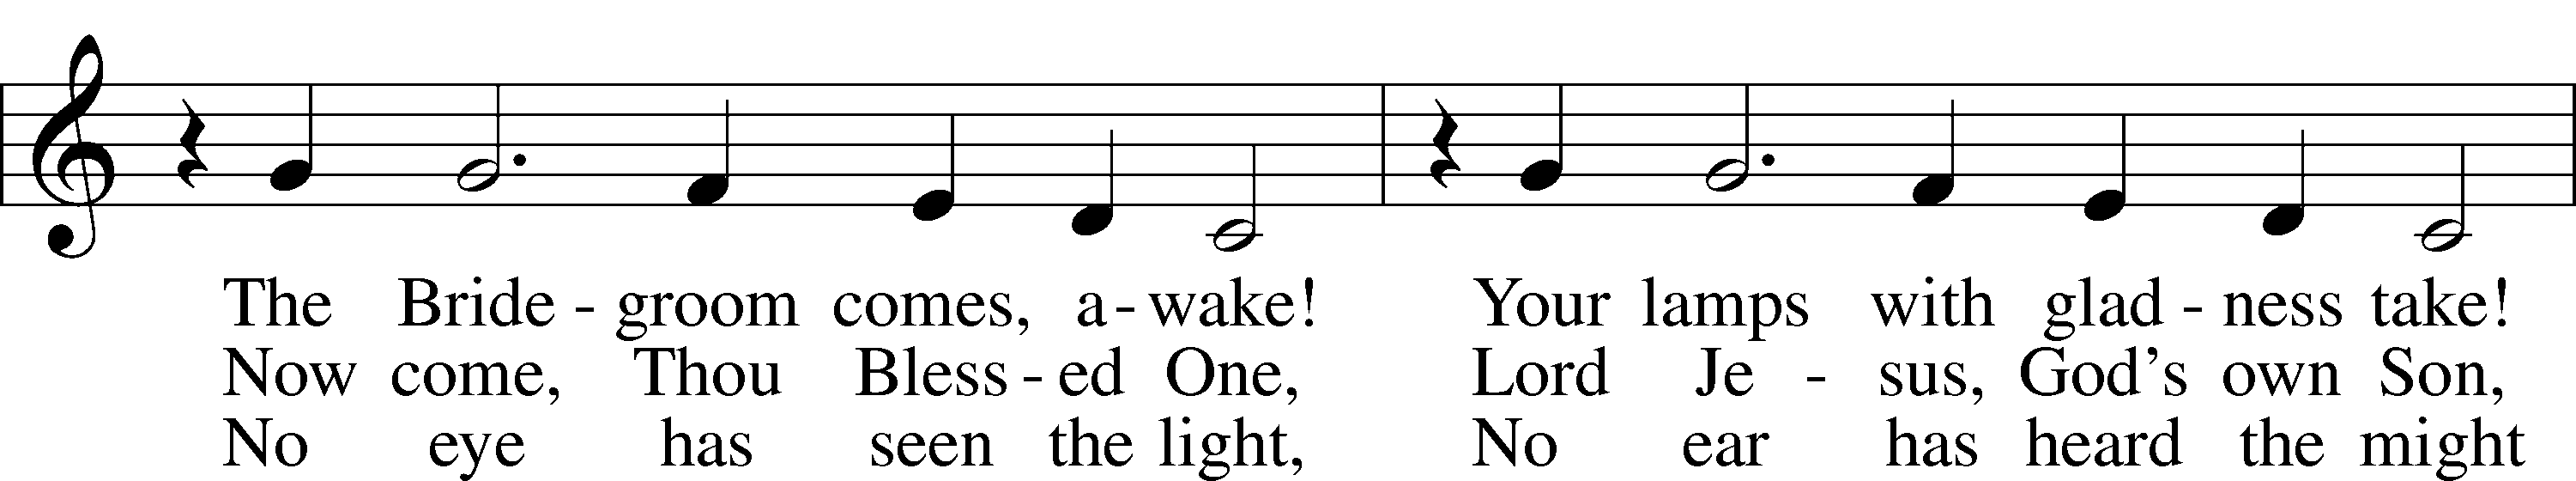 The Bride - groom comes, a - wake! Your lamps with glad - ness take!
Now come, Thou Bless - ed One, Lord Je - sus, God's own Son,
No eye has seen the light, No ear has heard the might